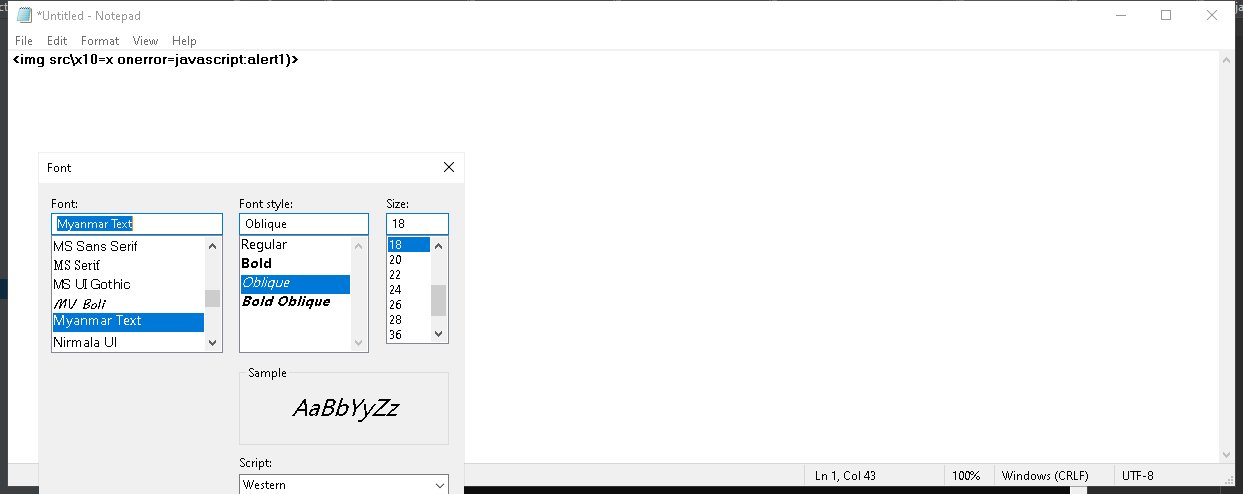 *Untitled - Notepad
File Edit Format View Help
<img src\x10=x onerror=javascript:alert1)>
Font
Font: Font style: Size:
Myanmar Text Oblique 18
MS Sans Serif Regular 18
MS Serif Bold 20
MS UI Gothic Oblique 22
MV Boli Bold Oblique 24
Myanmar Text 26
Nirmala UI 28
36
Sample
AaBbYyZz
Script:
Western
Ln 1, Col 43 100% Windows (CRLF) UTF-8